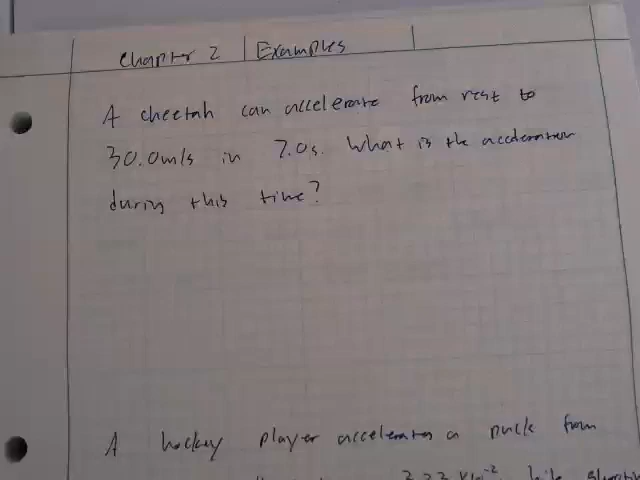 Chapter 2 Examples
A cheetah can accelerate from rest to
30.0m/s in 7.0s. What is the acceleration
during this time?
A hockey player accelerates a puck from